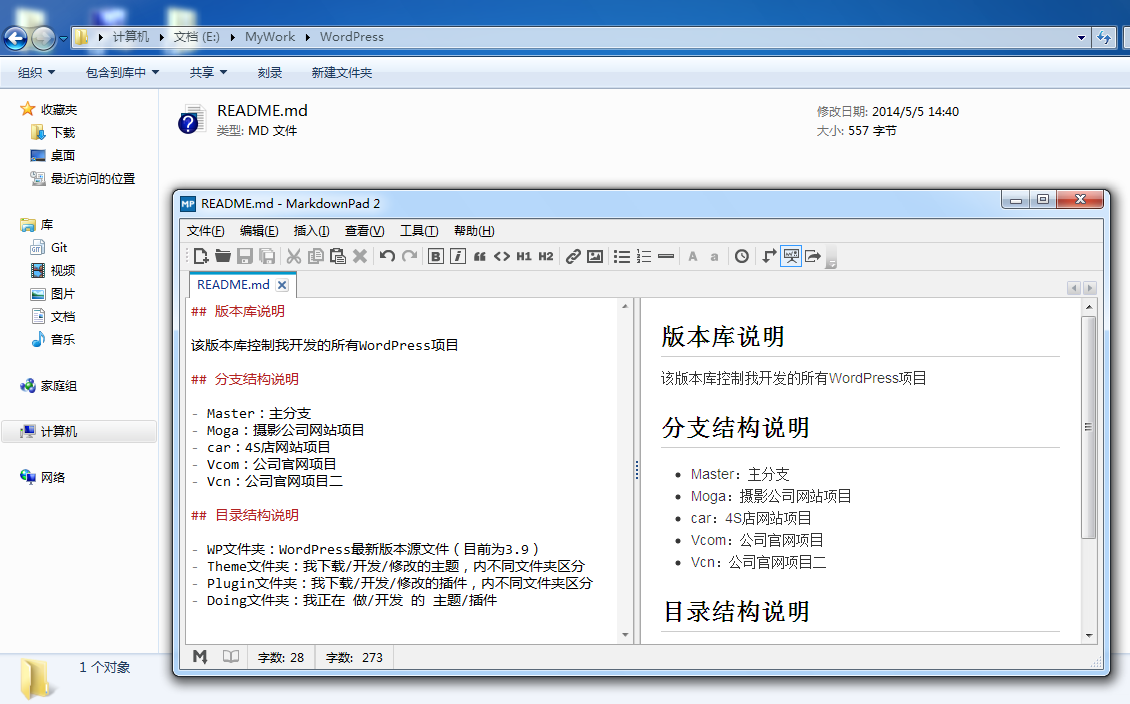 计算机 文档 (E:) MyWork WordPress
组织 包含到库中 共享 刻录 新建文件夹
收藏夹
下载
桌面
最近访问的位置
库
Git
视频
图片
文档
音乐
家庭组
计算机
网络
README.md
类型: MD 文件
修改日期: 2014/5/5 14:40
大小: 557 字节
MP README.md - MarkdownPad 2
文件(F) 编辑(E) 插入(I) 查看(V) 工具(T) 帮助(H)
B i H1 H2 A a
README.md
## 版本库说明
该版本库控制我开发的所有WordPress项目
## 分支结构说明
- Master：主分支
- Moga：摄影公司网站项目
- car：4S店网站项目
- Vcom：公司官网项目
- Vcn：公司官网项目二
## 目录结构说明
- WP文件夹：WordPress最新版本源文件（目前为3.9）
- Theme文件夹：我下载/开发/修改的主题，内不同文件夹区分
- Plugin文件夹：我下载/开发/修改的插件，内不同文件夹区分
- Doing文件夹：我正在 做/开发 的 主题/插件
版本库说明
该版本库控制我开发的所有WordPress项目
分支结构说明
Master：主分支
Moga：摄影公司网站项目
car：4S店网站项目
Vcom：公司官网项目
Vcn：公司官网项目二
目录结构说明
字数: 28 字数: 273
1 个对象